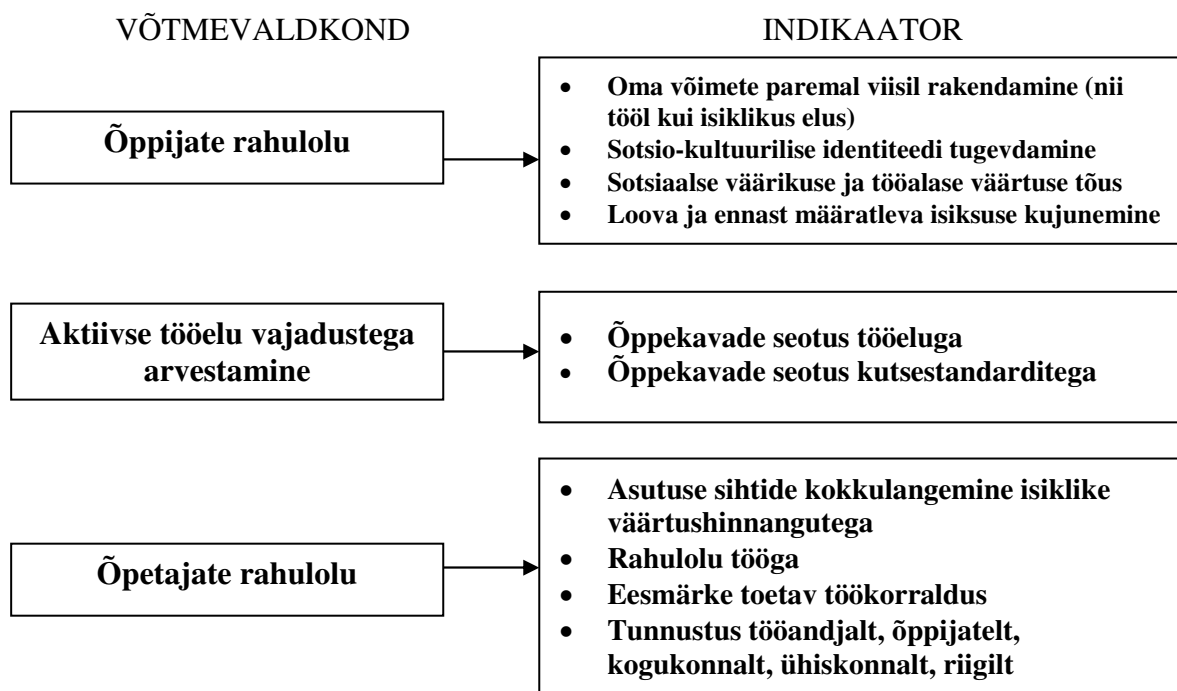 VÕTMEVALDKOND
INDIKAATOR
Õppijate rahulolu
• Oma võimete paremal viisil rakendamine (nii
tööl kui isiklikus elus)
• Sotsio-kultuurilise identiteedi tugevdamine
• Sotsiaalse väärikuse ja tööalase väärtuse tõus
• Loova ja ennast määratleva isiksuse kujunemine
Aktiivse tööelu vajadustega
arvestamine
• Õppekavade seotus tööeluga
• Õppekavade seotus kutsestandarditega
Õpetajate rahulolu
• Asutuse sihtide kokkulangemine isiklike
väärtushinnangutega
• Rahulolu tööga
• Eesmärke toetav töökorraldus
• Tunnustus tööandjalt, õppijatelt,
kogukonnalt, ühiskonnalt, riigilt